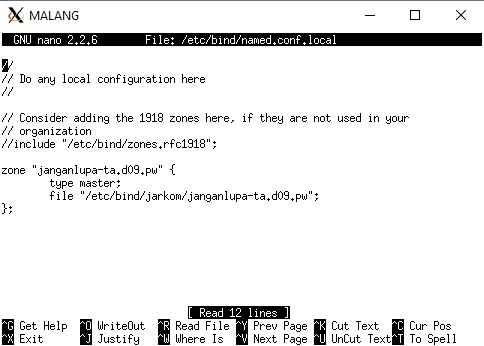 MALANG
GNU nano 2.2.6 File: /etc/bind/named.conf.local
//
// Do any local configuration here
//
// Consider adding the 1918 zones here, if they are not used in your
// organization
//include "/etc/bind/zones.rfc1918";
zone "janganlupa-ta.d09.pw" {
type master;
file "/etc/bind/jarkom/janganlupa-ta.d09.pw";
};
[ Read 12 lines ]
^G Get Help ^O WriteOut ^R Read File ^Y Prev Page ^K Cut Text ^C Cur Pos
^X Exit ^J Justify ^W Where Is ^V Next Page ^U UnCut Text ^T To Spell